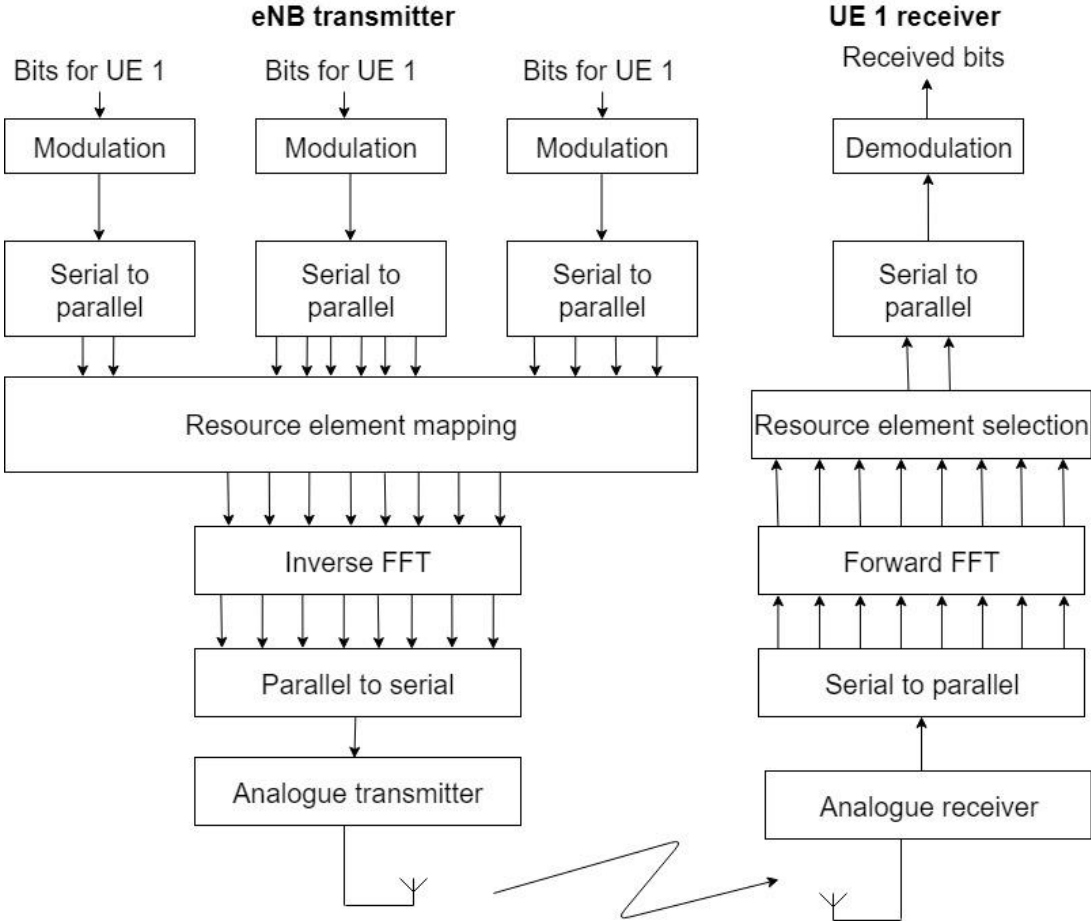 eNB transmitter
UE 1 receiver
Bits for UE 1
Bits for UE 1
Bits for UE 1
Received bits
Modulation
Modulation
Modulation
Demodulation
Serial to
parallel
Serial to
parallel
Serial to
parallel
Serial to
parallel
Resource element mapping
Resource element selection
Inverse FFT
Forward FFT
Parallel to serial
Serial to parallel
Analogue transmitter
Analogue receiver